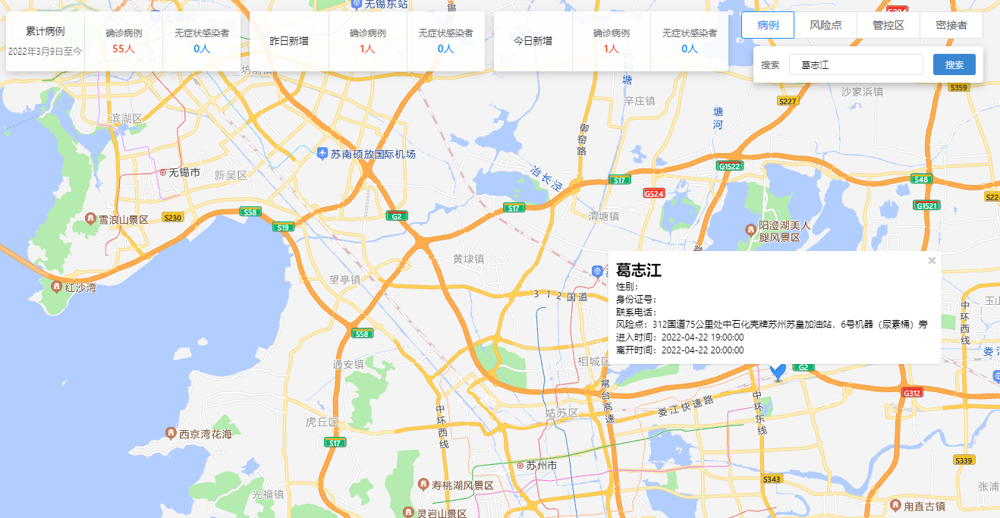 累计病例
2022年3月9日至今
确诊病例
55人
无症状感染者
0人
昨日新增
确诊病例
1人
无症状感染者
0人
今日新增
确诊病例
1人
无症状感染者
0人
病例
风险点
管控区
密接者
搜索
葛志江
搜索
无锡东站
无锡站
锡
坊前镇
元和塘
辛庄镇
塘河
S227
沙家浜镇
S359
滨湖区
御窑路
苏南硕放国际机场
无锡市
新吴区
冶长泾
S17
G1522
S48
G524
S58
S230
S19
G2
S17
G1521
雪浪山景区
渭塘镇
阳澄湖美人
腿风景区
黄埭镇
望亭镇
红沙湾
312国道
葛志江
性别：
身份证号：
联系电话：
风险点：312国道75公里处中石化壳牌苏州苏皇加油站，6号机器（尿素桶）旁
进入时间：2022-04-22 19:00:00
离开时间：2022-04-22 20:00:00
中环西线
S58
通安镇
相城区
G2
G312
常台高速
娄江快速路
中环东线
中环西线
姑苏区
虎丘区
西京湾花海
S17
苏州市
S339
S343
寿桃湖风景区
光福镇
灵岩山景区
甪直古镇
张浦